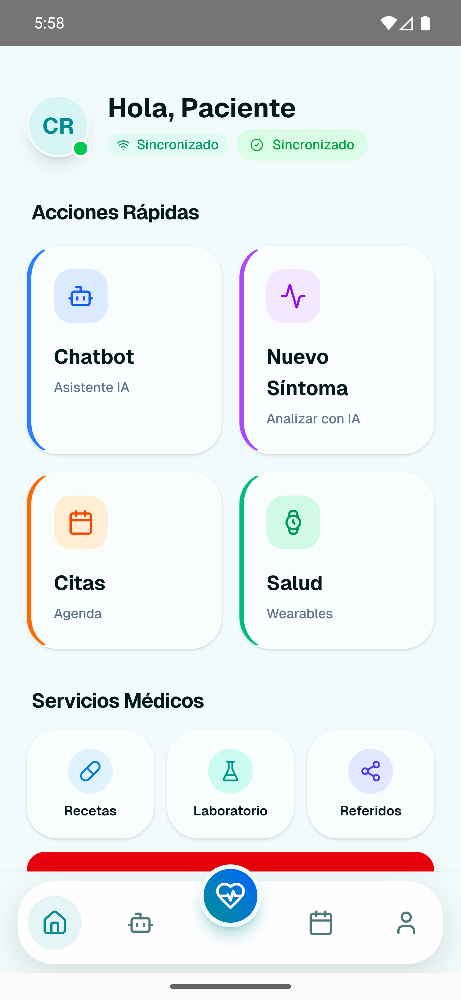 5:58
CR
Hola, Paciente
Sincronizado
Sincronizado
Acciones Rápidas
Chatbot
Asistente IA
Nuevo
Síntoma
Analizar con IA
Citas
Agenda
Salud
Wearables
Servicios Médicos
Recetas
Laboratorio
Referidos